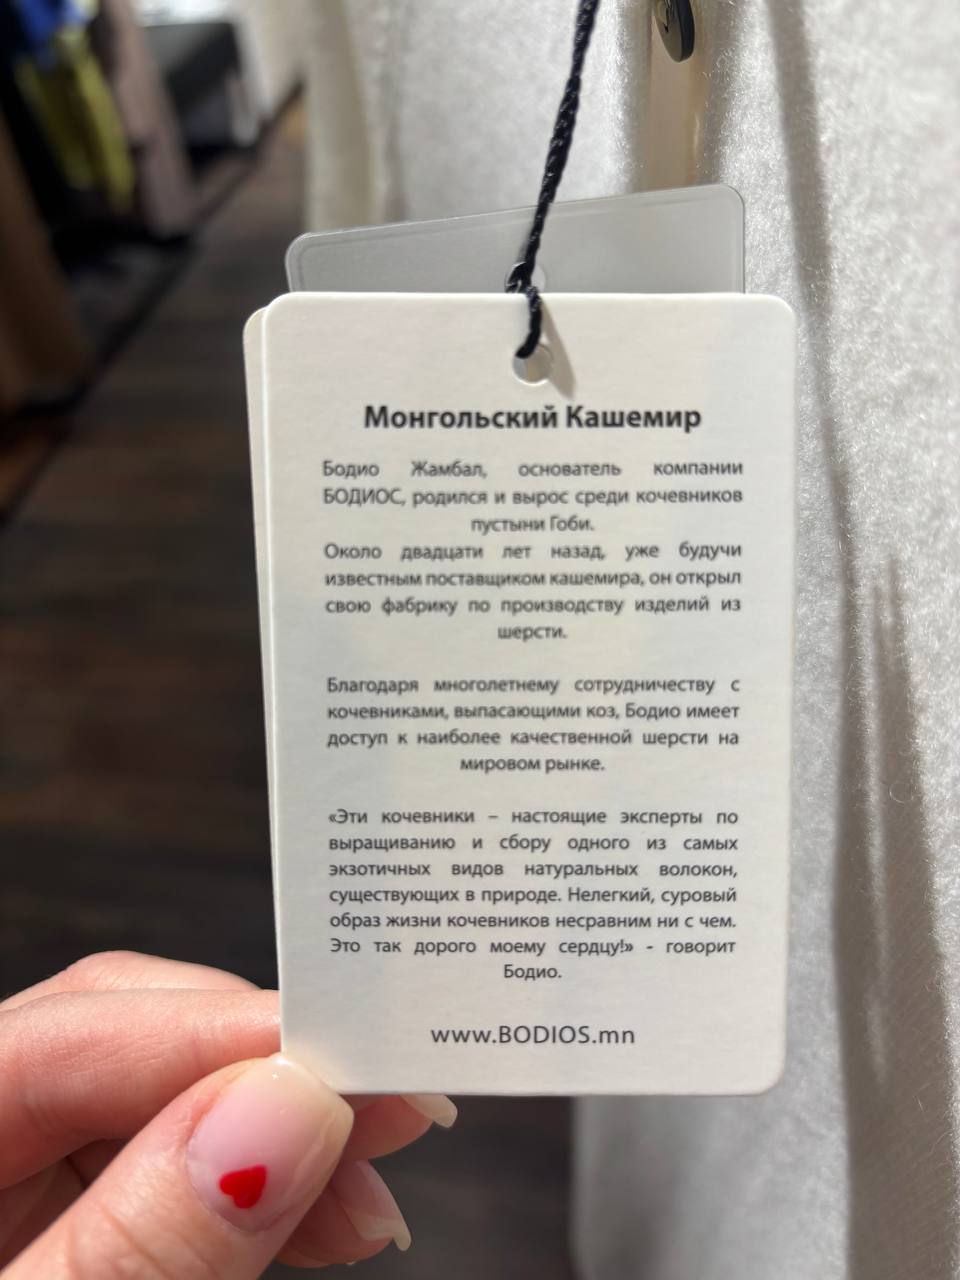 Монгольский Кашемир
Бодио Жамбал, основатель компании
БОДИОС, родился и вырос среди кочевников
пустыни Гоби.
Около двадцати лет назад, уже будучи
известным поставщиком кашемира, он открыл
свою фабрику по производству изделий из
шерсти.
Благодаря многолетнему сотрудничеству с
кочевниками, выпасающими коз, Бодио имеет
доступ к наиболее качественной шерсти на
мировом рынке.
«Эти кочевники – настоящие эксперты по
выращиванию и сбору одного из самых
экзотичных видов натуральных волокон,
существующих в природе. Нелегкий, суровый
образ жизни кочевников несравним ни с чем.
Это так дорого моему сердцу!» - говорит
Бодио.
www.BODIOS.mn